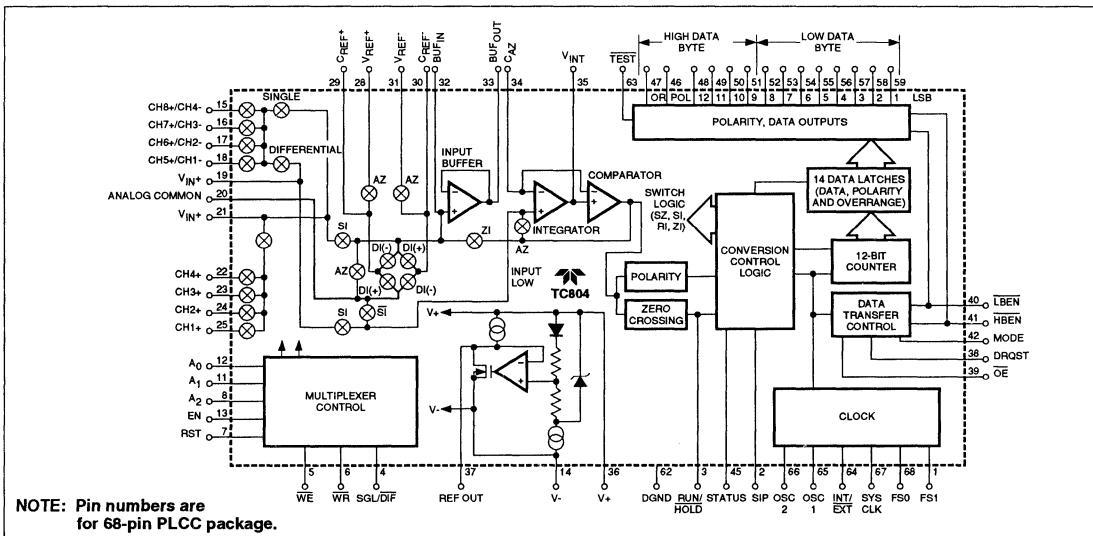 HIGH DATA BYTE
LOW DATA BYTE
CREF+
VREF+
VREF-
CREF-
BUFIN
BUFOUT
CAZ
VINT
TEST
29 28 31 30 32 33 34 35 63
47 46 48 49 50 51 52 53 54 55 56 57 58 59
OR POL 12 11 10 9 8 7 6 5 4 3 2 1 LSB
POLARITY, DATA OUTPUTS
SINGLE
CH8+/CH4- 15
CH7+/CH3- 16
CH6+/CH2- 17
CH5+/CH1- 18
DIFFERENTIAL
VIN+ 19
ANALOG COMMON 20
VIN+ 21
CH4+ 22
CH3+ 23
CH2+ 24
CH1+ 25
AZ
AZ
INPUT BUFFER
COMPARATOR
INTEGRATOR
SI
AZ
DI(-) DI(+)
DI(+) DI(-)
ZI
AZ
INPUT LOW
SI
SI
SWITCH LOGIC (SZ, SI, RI, ZI)
CONVERSION CONTROL LOGIC
14 DATA LATCHES (DATA, POLARITY AND OVERRANGE)
12-BIT COUNTER
DATA TRANSFER CONTROL
POLARITY
ZERO CROSSING
TC804
V+
V-
40 LBEN
41 HBEN
42 MODE
38 DRQST
39 OE
CLOCK
A0 12
A1 11
A2 8
EN 13
RST 7
MULTIPLEXER CONTROL
5 6 4 37 14 36 62 3 45 2 66 65 64 67 68 1
WE
WR
SGL/DIF
REF OUT
V-
V+
DGND
RUN/HOLD
STATUS
SIP
OSC 2
OSC 1
INT/EXT
SYS CLK
FS0
FS1
NOTE: Pin numbers are
for 68-pin PLCC package.